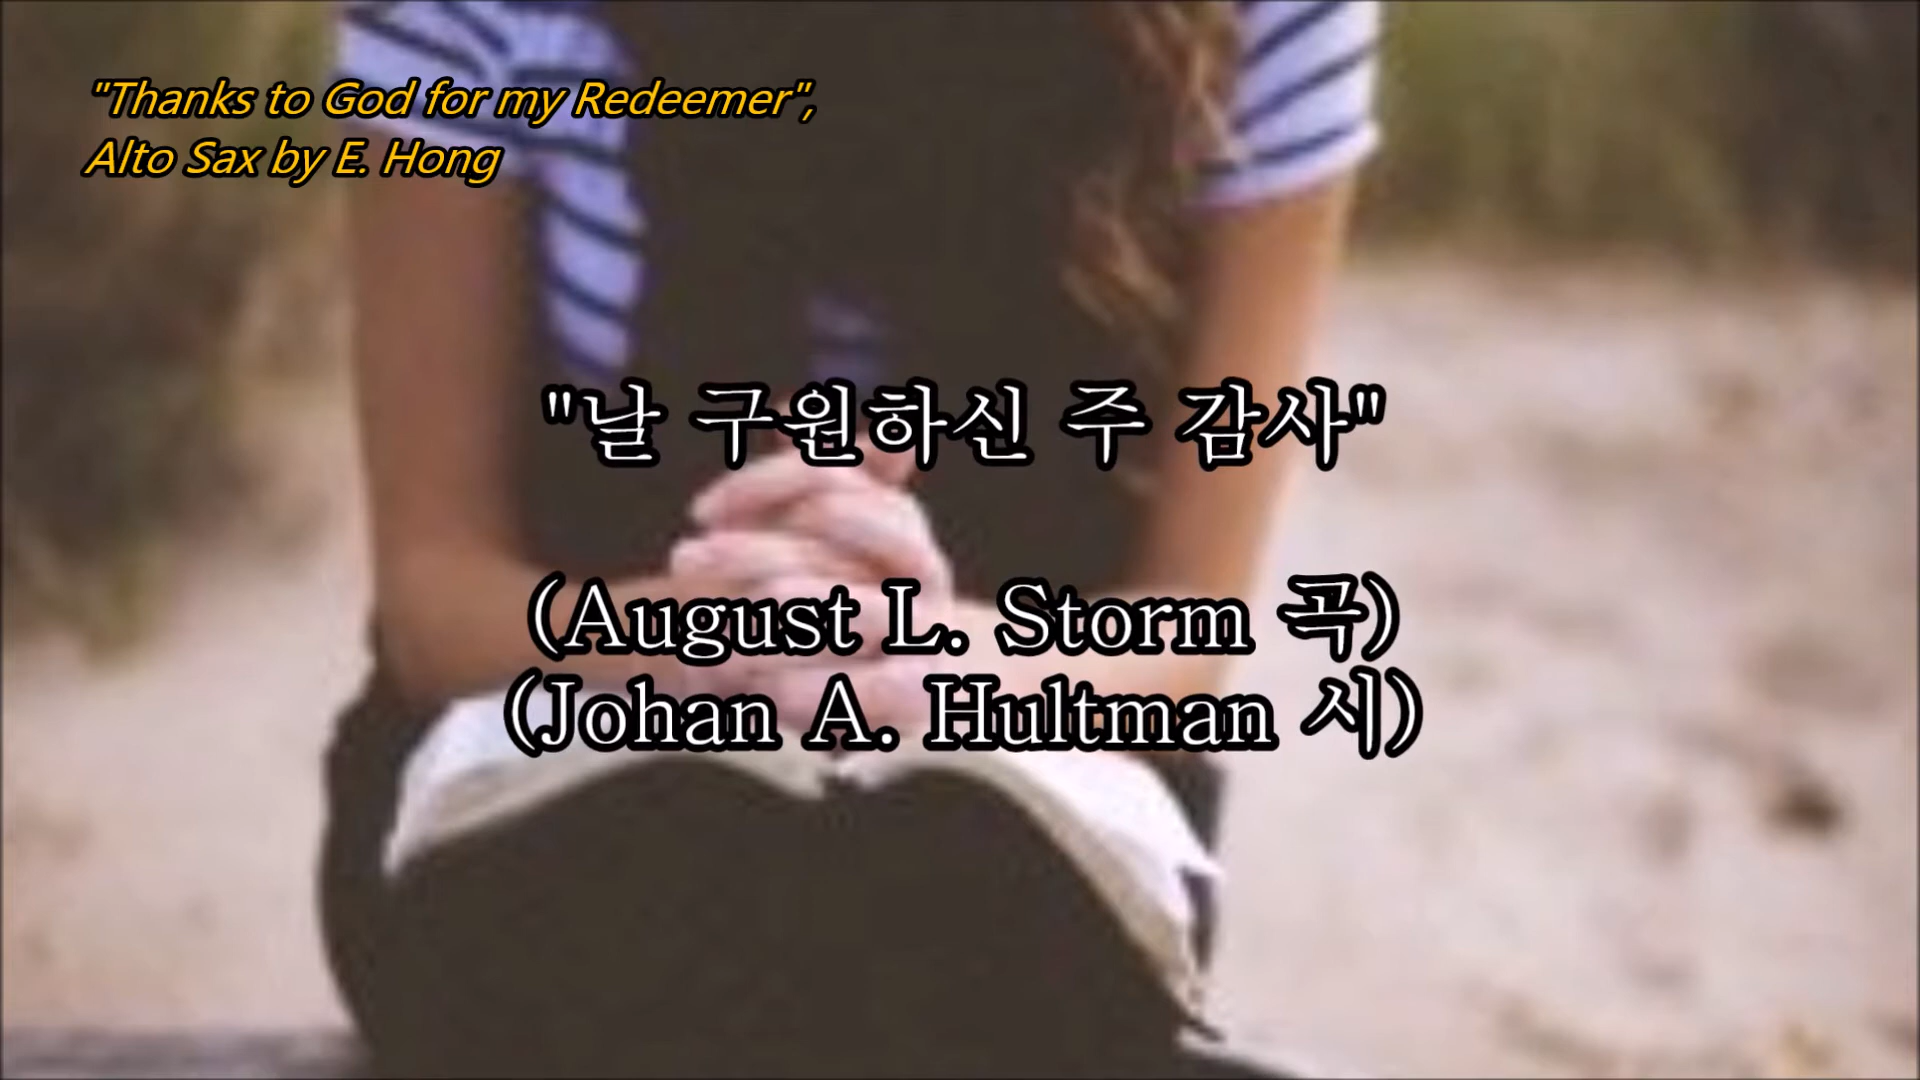 "Thanks to God for my Redeemer",
Alto Sax by E. Hong
"날 구원하신 주 감사"
(August L. Storm 곡)
(Johan A. Hultman 시)